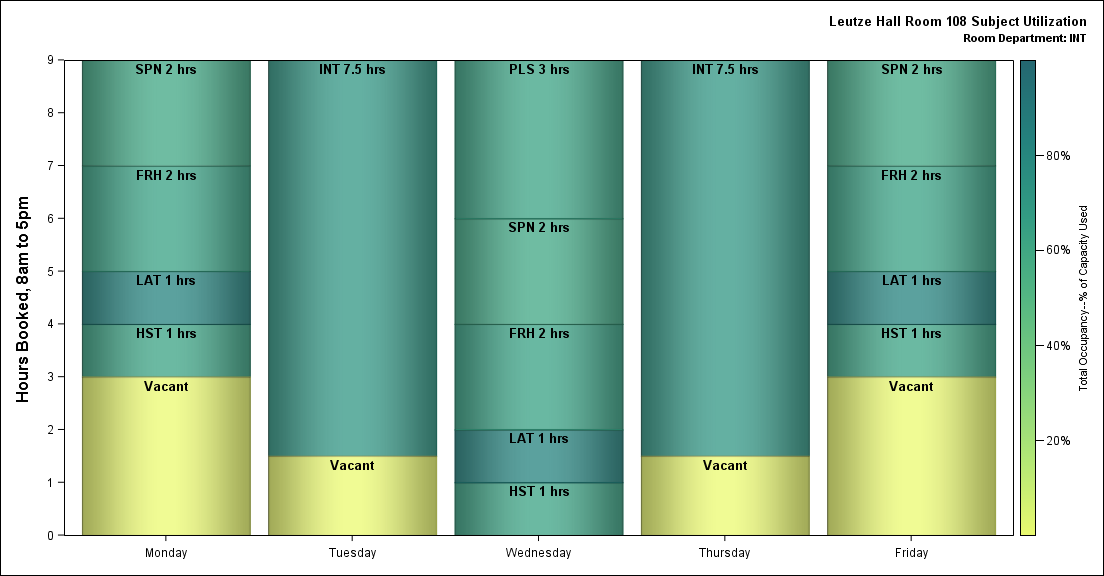 Leutze Hall Room 108 Subject Utilization
Room Department: INT
Hours Booked, 8am to 5pm
9
8
7
6
5
4
3
2
1
0
SPN 2 hrs
FRH 2 hrs
LAT 1 hrs
HST 1 hrs
Vacant
INT 7.5 hrs
Vacant
PLS 3 hrs
SPN 2 hrs
FRH 2 hrs
LAT 1 hrs
HST 1 hrs
INT 7.5 hrs
Vacant
SPN 2 hrs
FRH 2 hrs
LAT 1 hrs
HST 1 hrs
Vacant
Monday
Tuesday
Wednesday
Thursday
Friday
80%
60%
40%
20%
Total Occupancy--% of Capacity Used